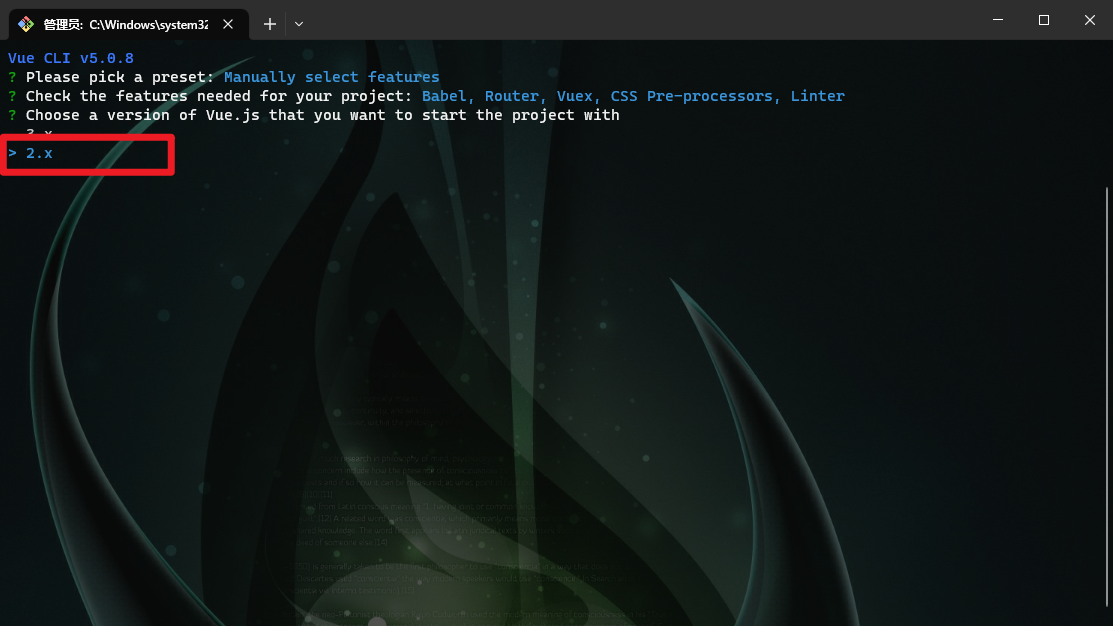 管理员: C:\Windows\system32
Vue CLI v5.0.8
? Please pick a preset: Manually select features
? Check the features needed for your project: Babel, Router, Vuex, CSS Pre-processors, Linter
? Choose a version of Vue.js that you want to start the project with
3.x
> 2.x